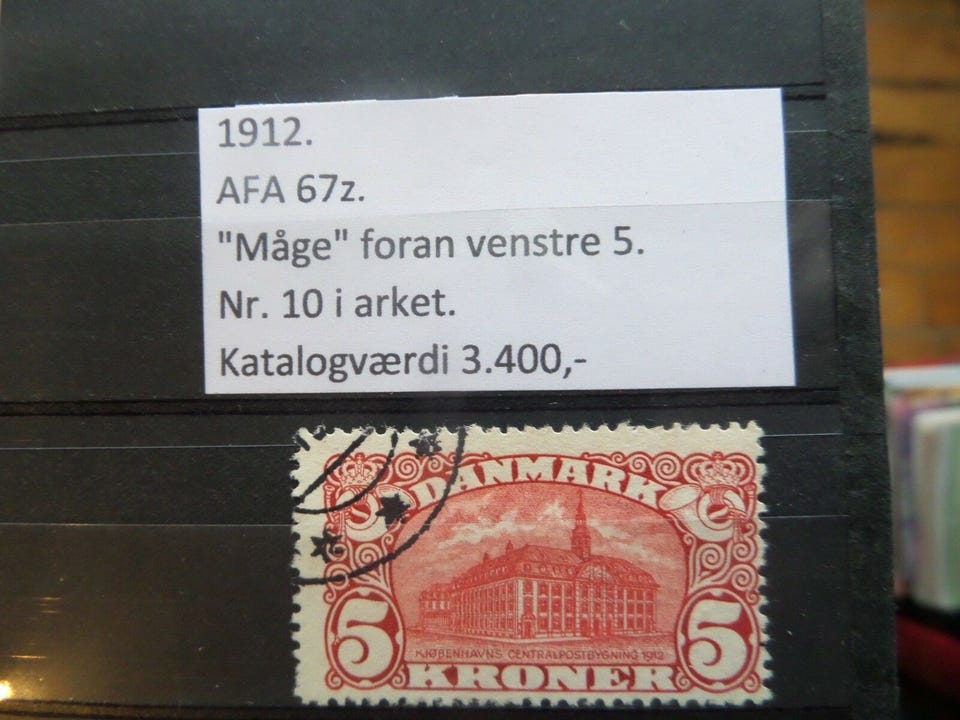 1912.
AFA 67z.
"Måge" foran venstre 5.
Nr. 10 i arket.
Katalogværdi 3.400,-
DANMARK
KJØBENHAVNS CENTRALPOSTBYGNING 1912
5 KRONER 5